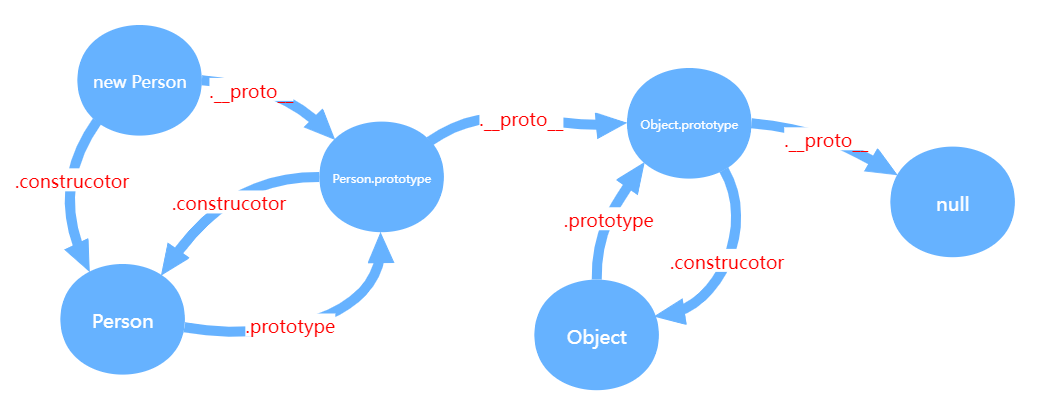 new Person
.__proto__
.__proto__
Object.prototype
.__proto__
.construcotor
Person.prototype
.construcotor
.prototype
null
.construcotor
Person
.prototype
Object